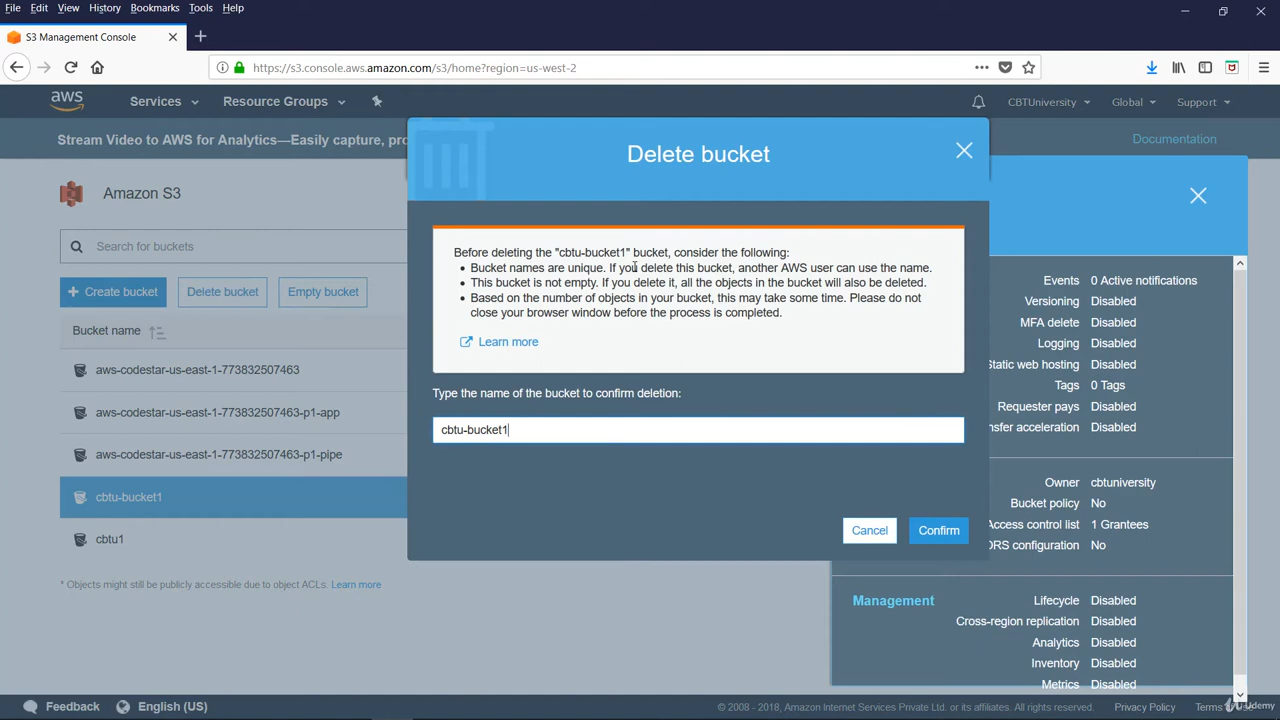 File Edit View History Bookmarks Tools Help
S3 Management Console
https://s3.console.aws.amazon.com/s3/home?region=us-west-2
aws Services Resource Groups CBTUniversity Global Support
Stream Video to AWS for Analytics—Easily capture, pro Documentation
Delete bucket
Amazon S3
Search for buckets
Create bucket Delete bucket Empty bucket
Bucket name
aws-codestar-us-east-1-773832507463
aws-codestar-us-east-1-773832507463-p1-app
aws-codestar-us-east-1-773832507463-p1-pipe
cbtu-bucket1
cbtu1
* Objects might still be publicly accessible due to object ACLs. Learn more
Before deleting the "cbtu-bucket1" bucket, consider the following:
• Bucket names are unique. If you delete this bucket, another AWS user can use the name.
• This bucket is not empty. If you delete it, all the objects in the bucket will also be deleted.
• Based on the number of objects in your bucket, this may take some time. Please do not
close your browser window before the process is completed.
Learn more
Type the name of the bucket to confirm deletion:
cbtu-bucket1
Cancel Confirm
Events 0 Active notifications
Versioning Disabled
MFA delete Disabled
Logging Disabled
Static web hosting Disabled
Tags 0 Tags
Requester pays Disabled
nsfer acceleration Disabled
Owner cbtuniversity
Bucket policy No
Access control list 1 Grantees
ORS configuration No
Management
Lifecycle Disabled
Cross-region replication Disabled
Analytics Disabled
Inventory Disabled
Metrics Disabled
Feedback English (US) © 2008 - 2018, Amazon Internet Services Private Ltd. or its affiliates. All rights reserved. Privacy Policy Terms
Udemy